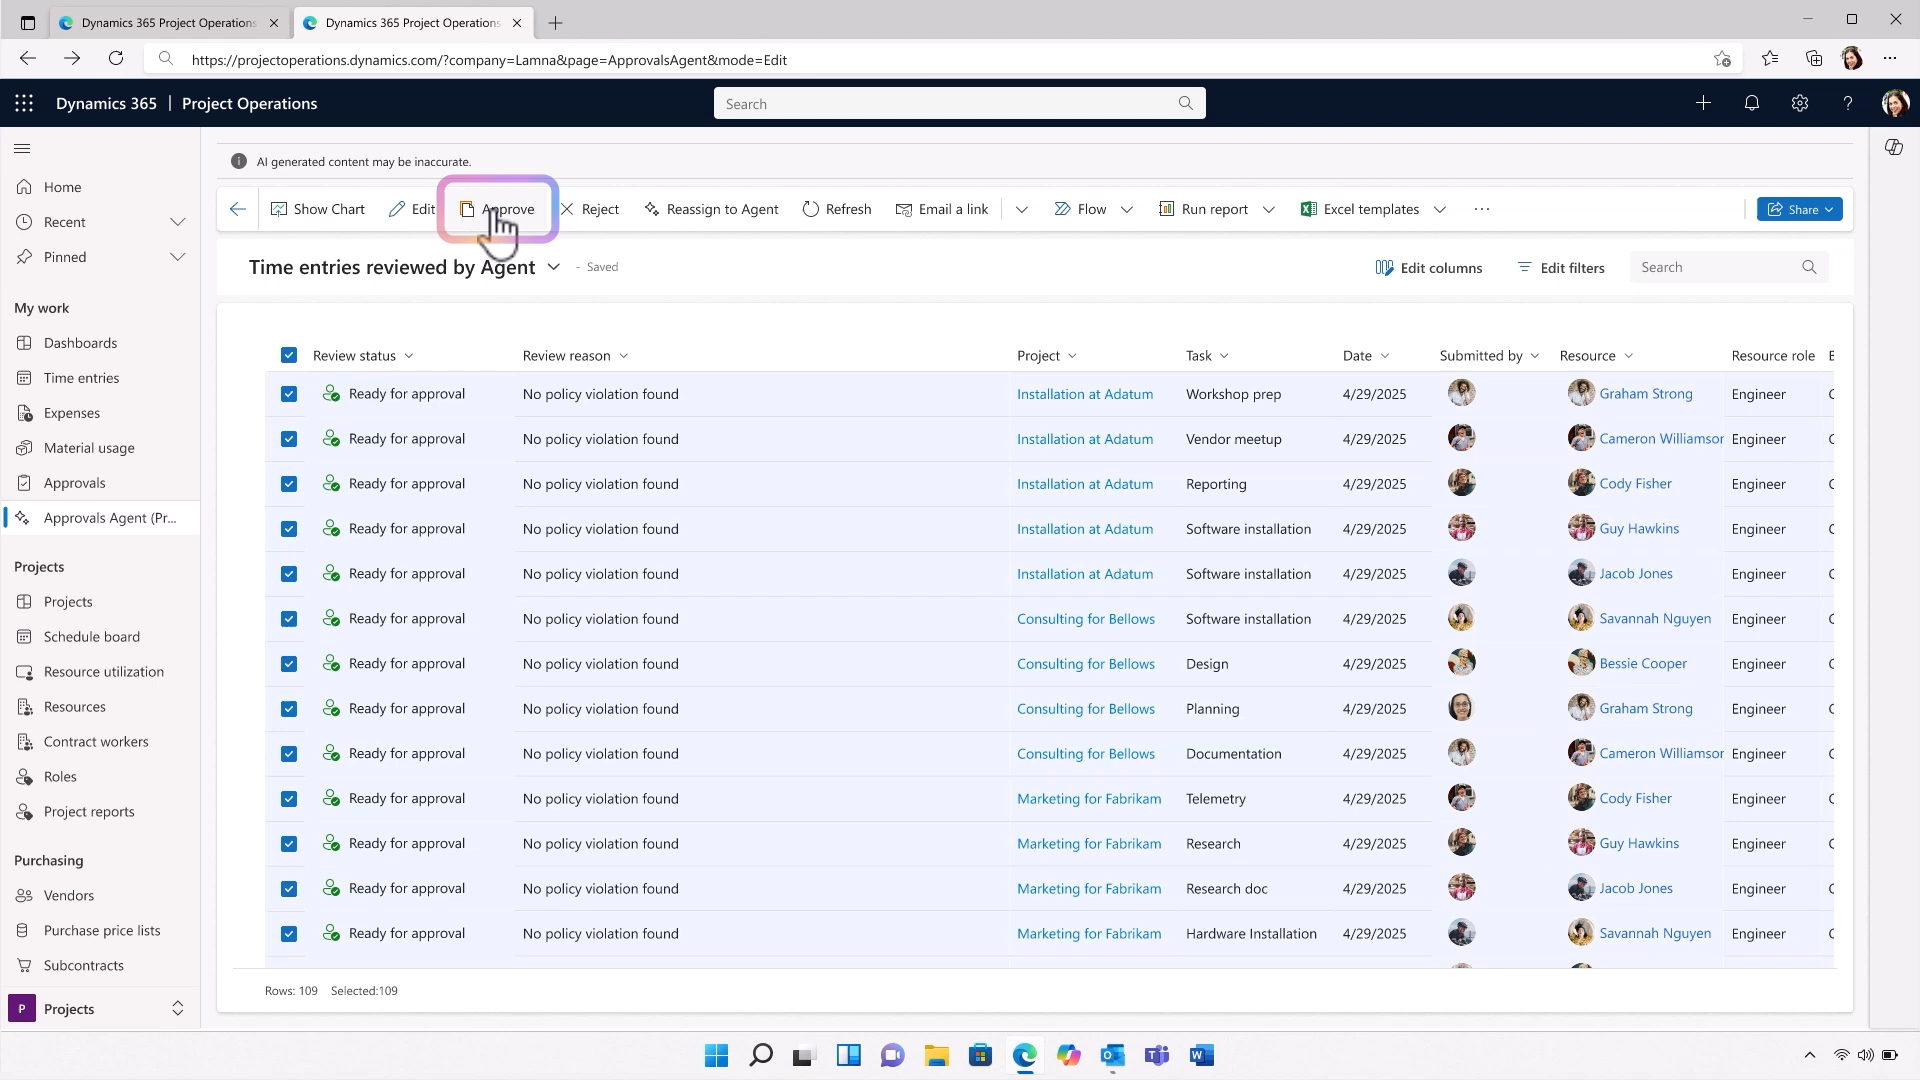 Dynamics 365 Project Operations
Dynamics 365 Project Operations
https://projectoperations.dynamics.com/?company=Lamna&page=ApprovalsAgent&mode=Edit
Dynamics 365 | Project Operations
Search
AI generated content may be inaccurate.
Show Chart Edit Approve Reject Reassign to Agent Refresh Email a link Flow Run report Excel templates Share
Time entries reviewed by Agent - Saved
Edit columns Edit filters Search
Home
Recent
Pinned
My work
Dashboards
Time entries
Expenses
Material usage
Approvals
Approvals Agent (Pr...
Projects
Projects
Schedule board
Resource utilization
Resources
Contract workers
Roles
Project reports
Purchasing
Vendors
Purchase price lists
Subcontracts
P Projects
Review status Review reason Project Task Date Submitted by Resource Resource role
Ready for approval No policy violation found Installation at Adatum Workshop prep 4/29/2025 Graham Strong Engineer
Ready for approval No policy violation found Installation at Adatum Vendor meetup 4/29/2025 Cameron Williamson Engineer
Ready for approval No policy violation found Installation at Adatum Reporting 4/29/2025 Cody Fisher Engineer
Ready for approval No policy violation found Installation at Adatum Software installation 4/29/2025 Guy Hawkins Engineer
Ready for approval No policy violation found Installation at Adatum Software installation 4/29/2025 Jacob Jones Engineer
Ready for approval No policy violation found Consulting for Bellows Software installation 4/29/2025 Savannah Nguyen Engineer
Ready for approval No policy violation found Consulting for Bellows Design 4/29/2025 Bessie Cooper Engineer
Ready for approval No policy violation found Consulting for Bellows Planning 4/29/2025 Graham Strong Engineer
Ready for approval No policy violation found Consulting for Bellows Documentation 4/29/2025 Cameron Williamson Engineer
Ready for approval No policy violation found Marketing for Fabrikam Telemetry 4/29/2025 Cody Fisher Engineer
Ready for approval No policy violation found Marketing for Fabrikam Research 4/29/2025 Guy Hawkins Engineer
Ready for approval No policy violation found Marketing for Fabrikam Research doc 4/29/2025 Jacob Jones Engineer
Ready for approval No policy violation found Marketing for Fabrikam Hardware Installation 4/29/2025 Savannah Nguyen Engineer
Rows: 109 Selected:109